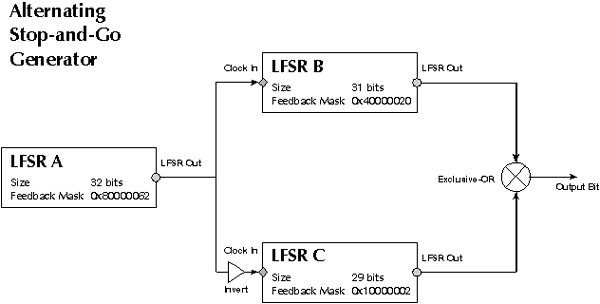 Alternating
Stop-and-Go
Generator
Clock In
LFSR B
LFSR Out
Size 31 bits
Feedback Mask 0x40000020
LFSR A
LFSR Out
Size 32 bits
Feedback Mask 0x80000062
Exclusive-OR
Output Bit
Clock In
LFSR C
LFSR Out
Size 29 bits
Feedback Mask 0x10000002
Invert